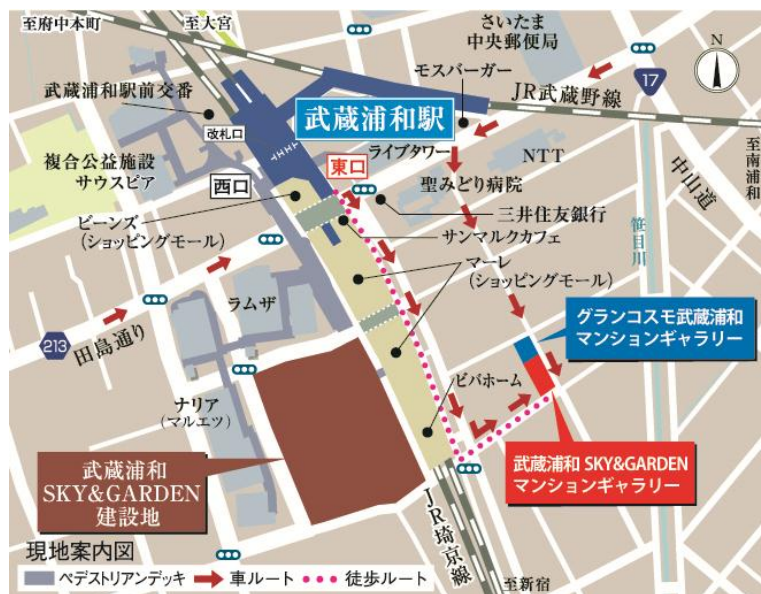 至府中本町
至大宮
さいたま
中央郵便局
N
17
モスバーガー
JR武蔵野線
武蔵浦和駅前交番
改札口
武蔵浦和駅
ライブタワー
NTT
至南浦和
中山道
複合公益施設
サウスピア
西口
東口
聖みどり病院
三井住友銀行
笹目川
ビーンズ
(ショッピングモール)
サンマルクカフェ
マーレ
(ショッピングモール)
ラムザ
213
田島通り
グランコスモ武蔵浦和
マンションギャラリー
ビバホーム
ナリア
(マルエツ)
武蔵浦和
SKY&GARDEN
建設地
武蔵浦和 SKY&GARDEN
マンションギャラリー
JR埼京線
至新宿
現地案内図
ペデストリアンデッキ
車ルート
徒歩ルート